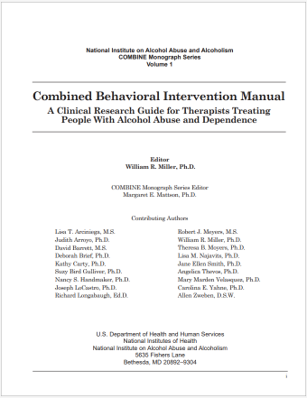 National Institute on Alcohol Abuse and Alcoholism
COMBINE Monograph Series
Volume 1
Combined Behavioral Intervention Manual
A Clinical Research Guide for Therapists Treating
People With Alcohol Abuse and Dependence
Editor
William R. Miller, Ph.D.
COMBINE Monograph Series Editor
Margaret E. Mattson, Ph.D.
Contributing Authors
Lisa T. Arciniega, M.S.
Judith Arroyo, Ph.D.
David Barrett, M.S.
Deborah Brief, Ph.D.
Kathy Carty, Ph.D.
Suzy Bird Gulliver, Ph.D.
Nancy S. Handmaker, Ph.D.
Joseph LoCastro, Ph.D.
Richard Longabaugh, Ed.D.
Robert J. Meyers, M.S.
William R. Miller, Ph.D.
Theresa B. Moyers, Ph.D.
Lisa M. Najavits, Ph.D.
Jane Ellen Smith, Ph.D.
Angelica Thevos, Ph.D.
Mary Marden Velasquez, Ph.D.
Carolina E. Yahne, Ph.D.
Allen Zweben, D.S.W.
U.S. Department of Health and Human Services
National Institutes of Health
National Institute on Alcohol Abuse and Alcoholism
5635 Fishers Lane
Bethesda, MD 20892–9304
i